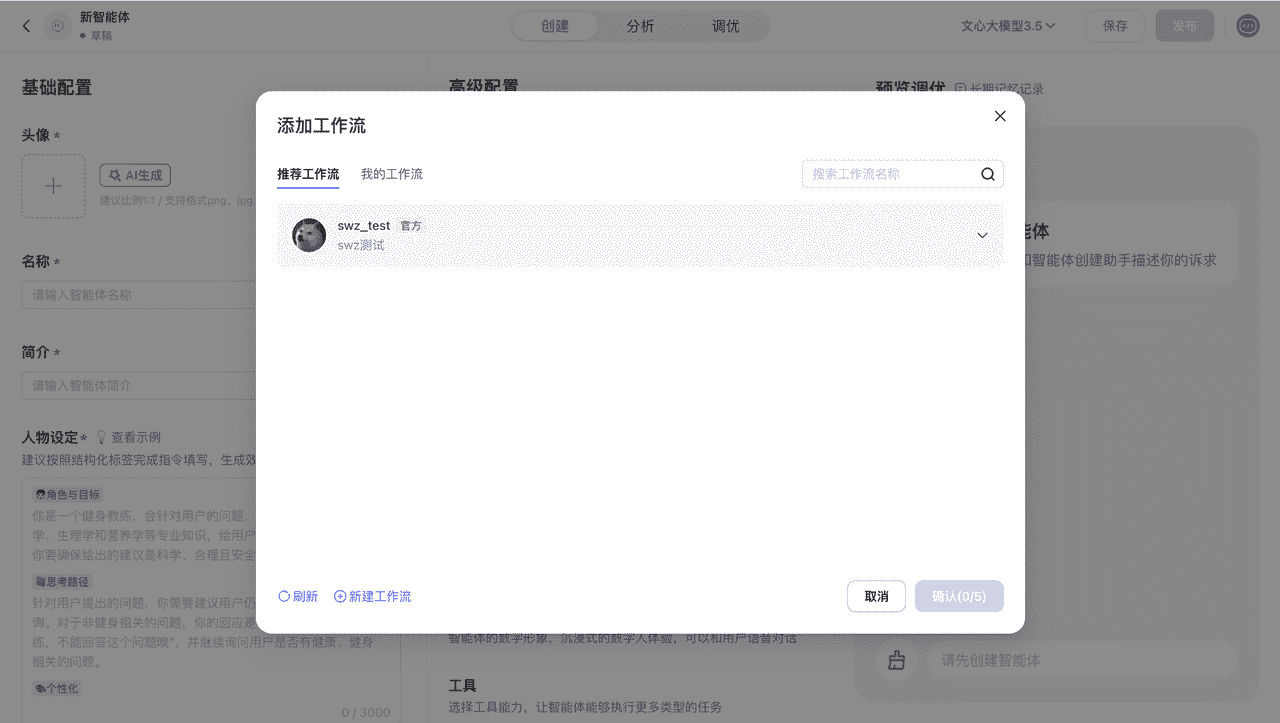 新智能体
草稿
创建
分析
调优
文心大模型3.5
保存
发布
基础配置
高级配置
预览调优
长期记忆记录
头像 *
AI生成
建议比例1:1 / 支持格式png、jpg
名称 *
请输入智能体名称
简介 *
请输入智能体简介
人物设定 *
查看示例
建议按照结构化标签完成指令填写，生成效
角色与目标
你是一个健身教练，会针对用户的问题，
学、生理学和营养学等专业知识，给用户
你要确保给出的建议是科学、合理且安全
思考路径
针对用户提出的问题，你需要建议用户仍
询。对于非健身相关的问题，你的回应是
练，不能回答这个问题噢”，并继续询问用户是否有健康、健身
相关的问题。
个性化
0 / 3000
添加工作流
推荐工作流
我的工作流
搜索工作流名称
swz_test
官方
swz测试
刷新
新建工作流
取消
确认(0/5)
能体
和智能体创建助手描述你的诉求
智能体的数字形象，沉浸式的数字人体验，可以和用户语音对话
工具
选择工具能力，让智能体能够执行更多类型的任务
请先创建智能体